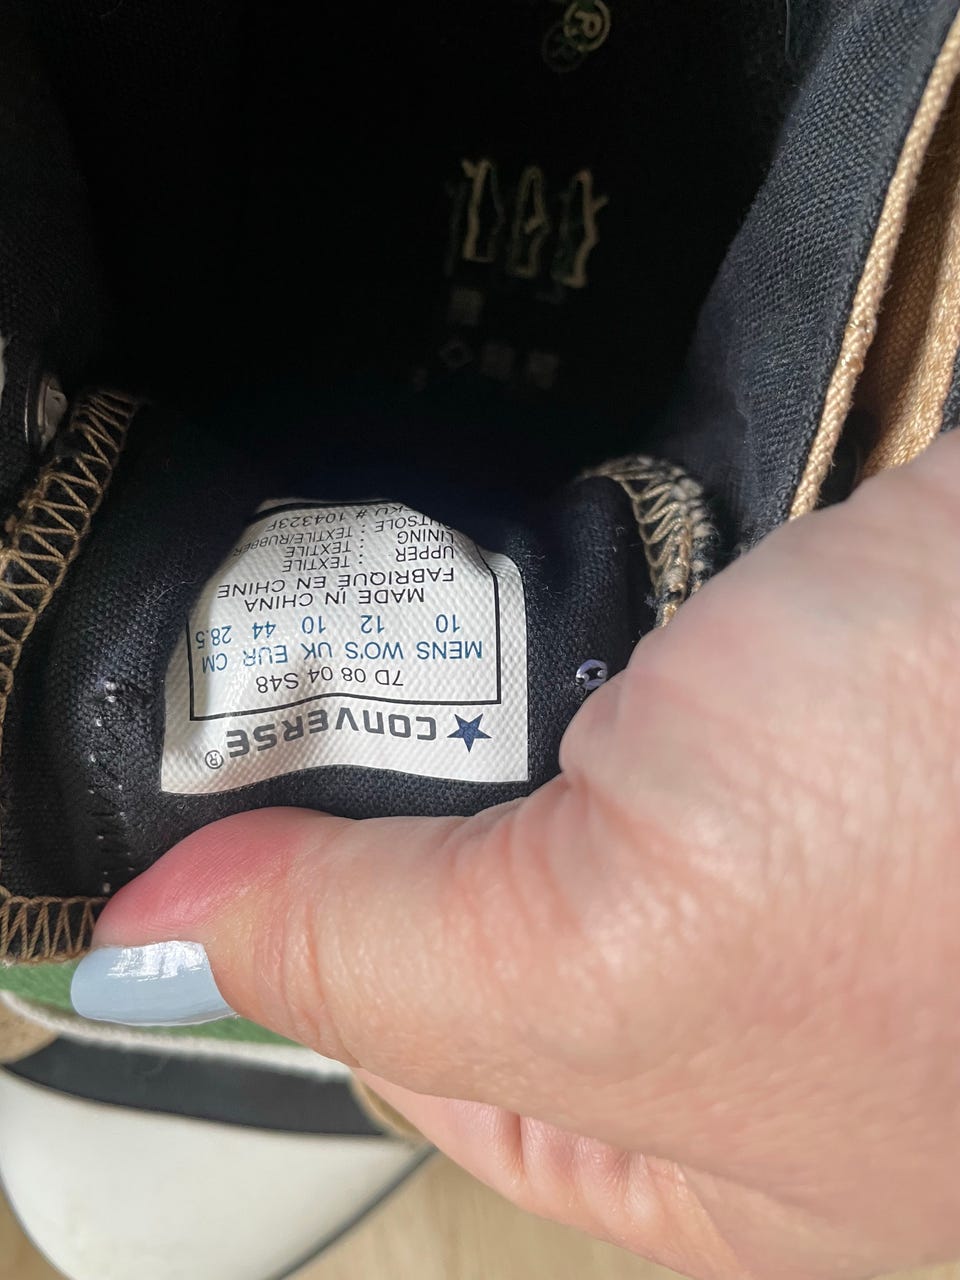 ★CONVERSE®
7D 08 04 S48
MENS WO'S UK EUR CM
10 12 10 44 28.5
MADE IN CHINA
FABRIQUE EN CHINE
UPPER : TEXTILE
LINING : TEXTILE
OUTSOLE : TEXTILE/RUBBER
KU # 104323F